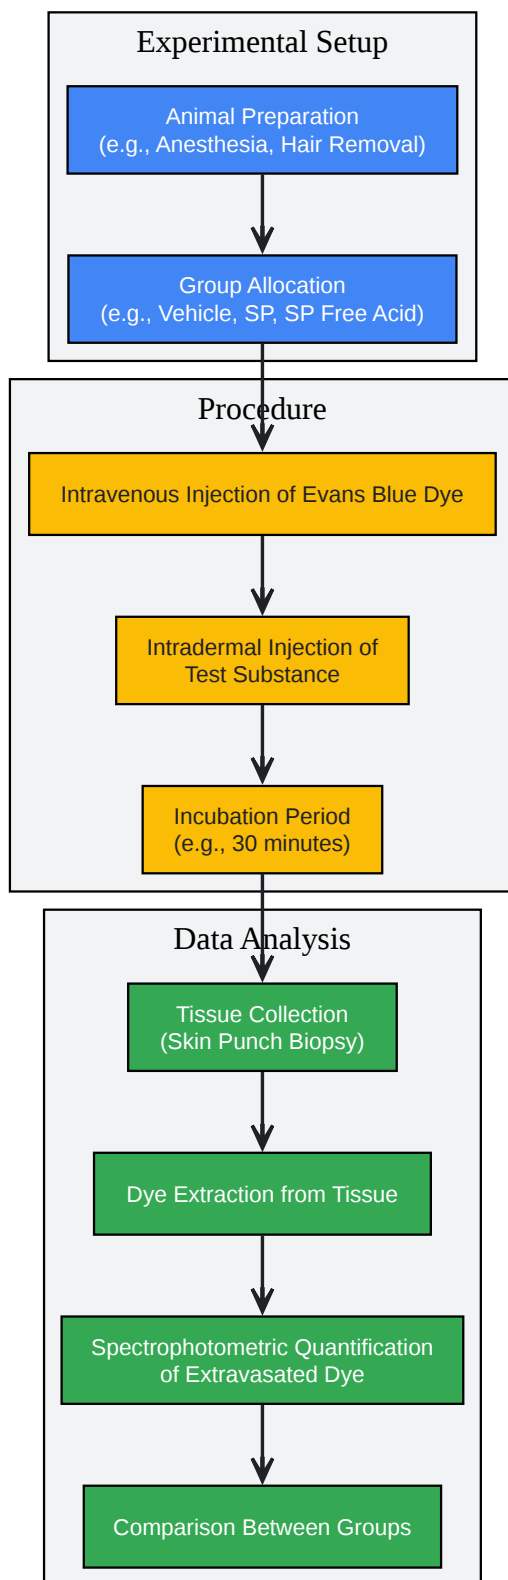 Experimental Setup
Animal Preparation
(e.g., Anesthesia, Hair Removal)
Group Allocation
(e.g., Vehicle, SP, SP Free Acid)
Procedure
Intravenous Injection of Evans Blue Dye
Intradermal Injection of
Test Substance
Incubation Period
(e.g., 30 minutes)
Data Analysis
Tissue Collection
(Skin Punch Biopsy)
Dye Extraction from Tissue
Spectrophotometric Quantification
of Extravasated Dye
Comparison Between Groups